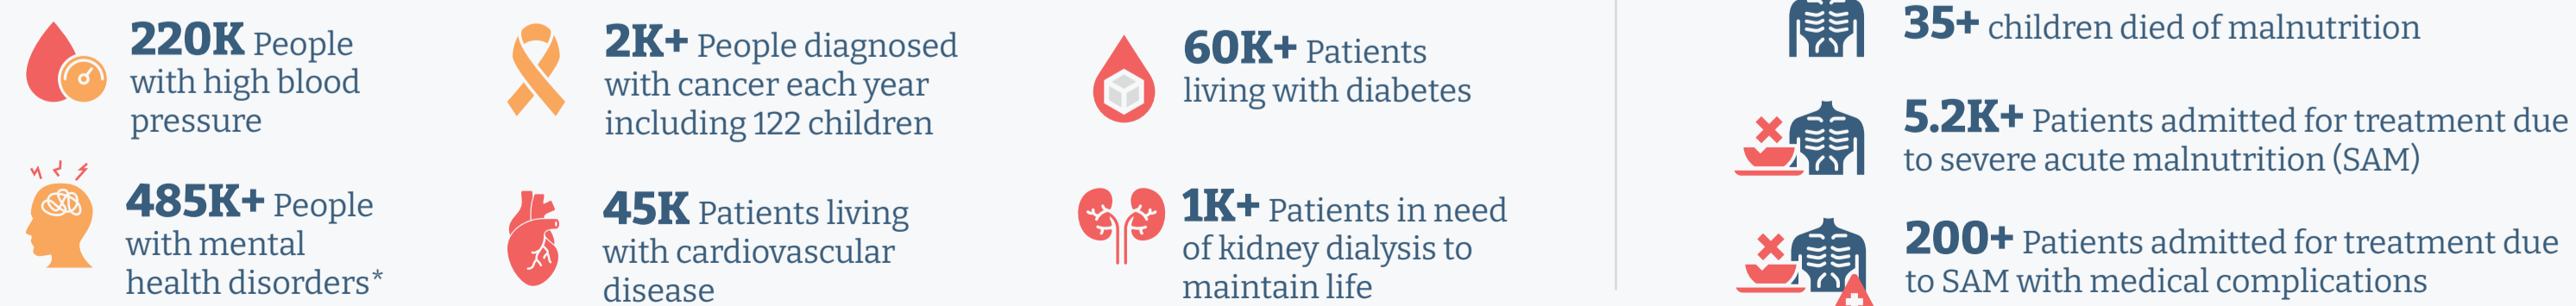 220K People
with high blood
pressure
2K+ People diagnosed
with cancer each year
including 122 children
60K+ Patients
living with diabetes
485K+ People
with mental
health disorders*
45K Patients living
with cardiovascular
disease
1K+ Patients in need
of kidney dialysis to
maintain life
35+ children died of malnutrition
5.2K+ Patients admitted for treatment due
to severe acute malnutrition (SAM)
200+ Patients admitted for treatment due
to SAM with medical complications